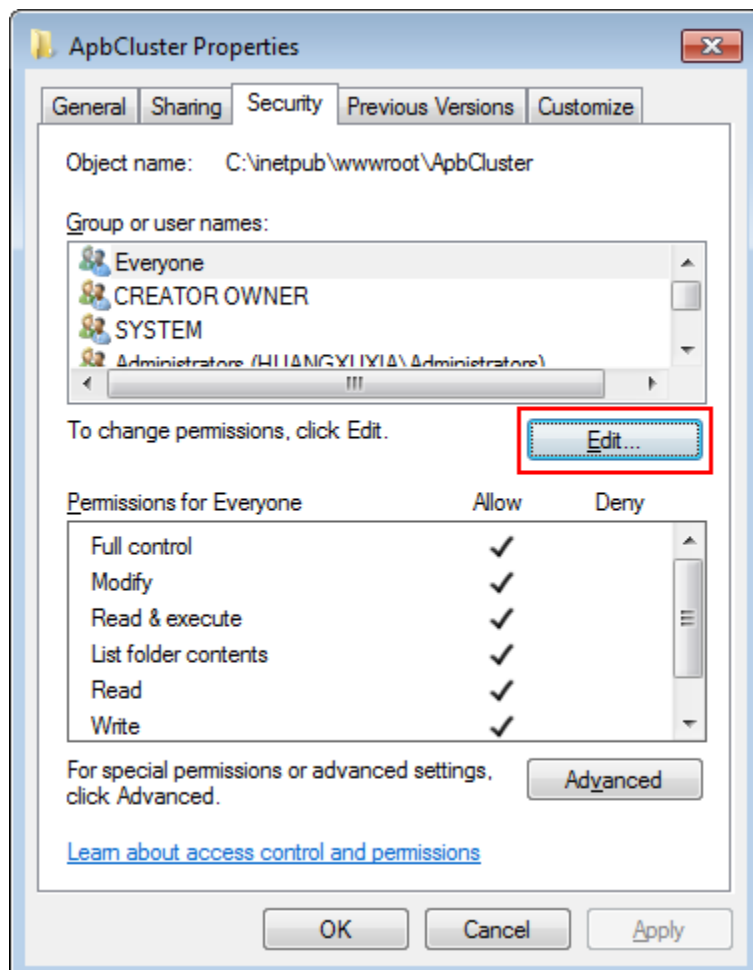 ApbCluster Properties
General Sharing Security Previous Versions Customize
Object name: C:\inetpub\wwwroot\ApbCluster
Group or user names:
Everyone
CREATOR OWNER
SYSTEM
Administrators (HUANGXUXIA\Administrators)
To change permissions, click Edit.
Edit...
Permissions for Everyone Allow Deny
Full control
Modify
Read & execute
List folder contents
Read
Write
For special permissions or advanced settings,
click Advanced.
Advanced
Learn about access control and permissions
OK Cancel Apply